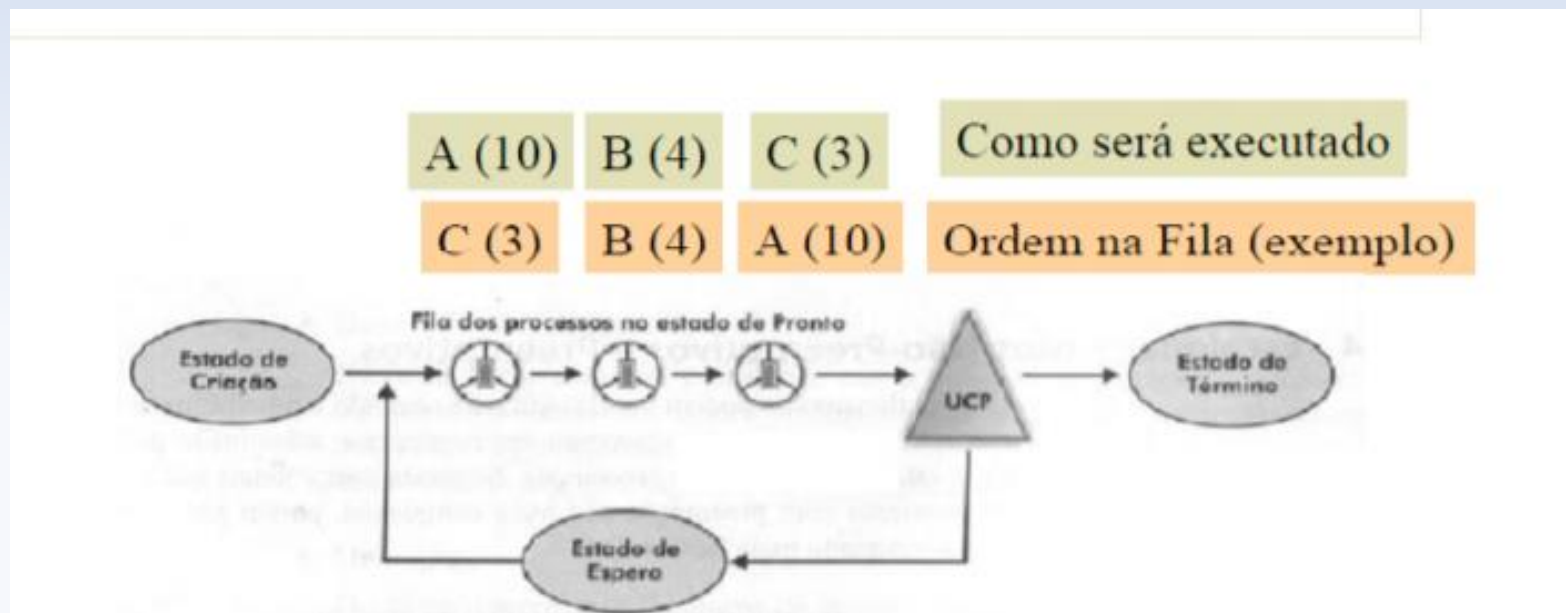 A (10) B (4) C (3) Como será executado
C (3) B (4) A (10) Ordem na Fila (exemplo)
Fila dos processos no estado de Pronto
Estado de
Criação
UCP
Estado do
Término
Estado de
Espera